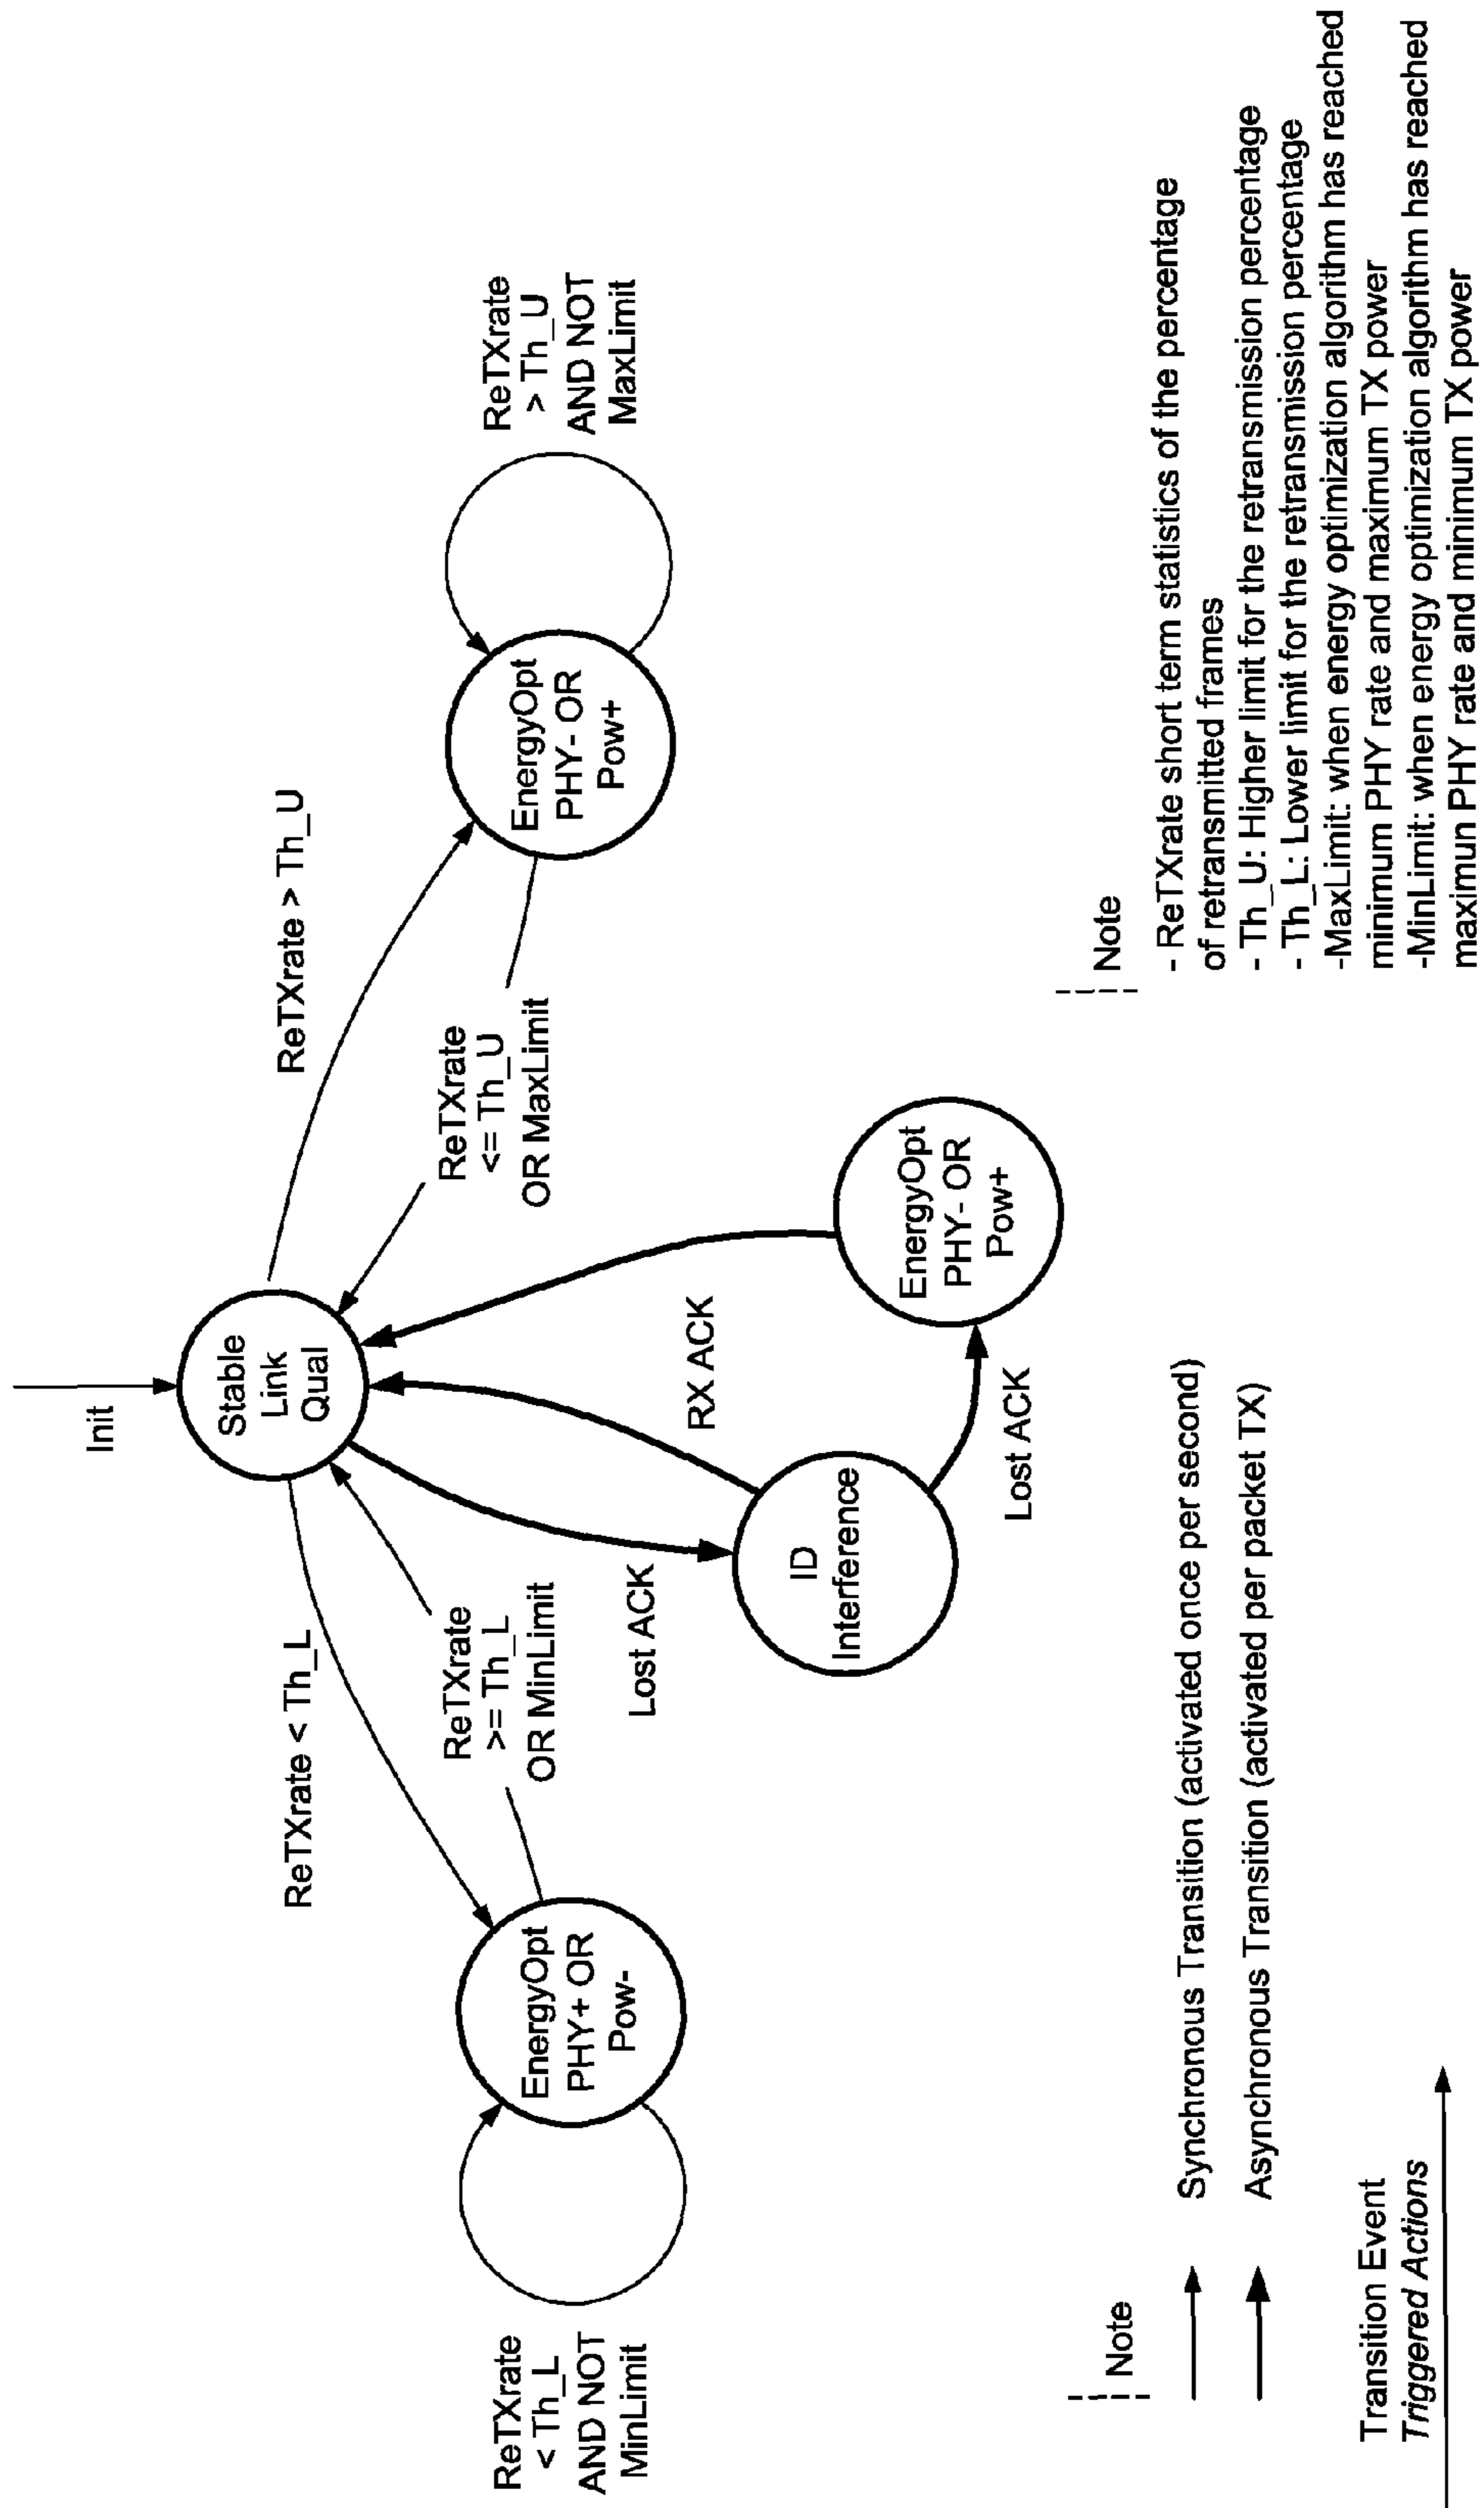 Init
Stable
Link
Qual
ReTXrate < Th_L
ReTXrate > Th_U
ReTXrate
>= Th_L
OR MinLimit
ReTXrate
<= Th_U
OR MaxLimit
ReTXrate
< Th_L
AND NOT
MinLimit
EnergyOpt
PHY+ OR
Pow-
EnergyOpt
PHY- OR
Pow+
ReTXrate
> Th_U
AND NOT
MaxLimit
Lost ACK
RX ACK
ID
Interference
EnergyOpt
PHY- OR
Pow+
Lost ACK
Note
Synchronous Transition (activated once per second)
Asynchronous Transition (activated per packet TX)
Transition Event
Triggered Actions
Note
- ReTXrate short term statistics of the percentage
of retransmitted frames
- Th_U: Higher limit for the retransmission percentage
- Th_L: Lower limit for the retransmission percentage
-MaxLimit: when energy optimization algorithm has reached
minimum PHY rate and maximum TX power
-MinLimit: when energy optimization algorithm has reached
maximun PHY rate and minimum TX power